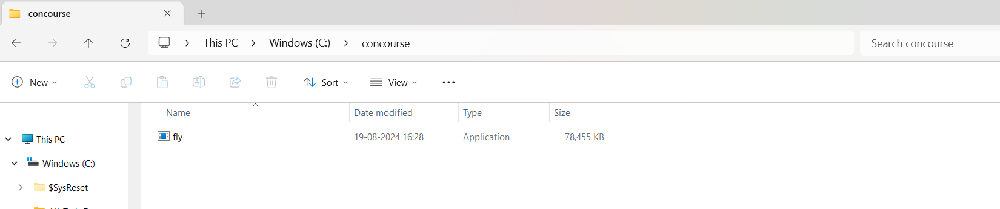 concourse
This PC > Windows (C:) > concourse
Search concourse
New
Sort
View
Name Date modified Type Size
fly 19-08-2024 16:28 Application 78,455 KB
This PC
Windows (C:)
$SysReset